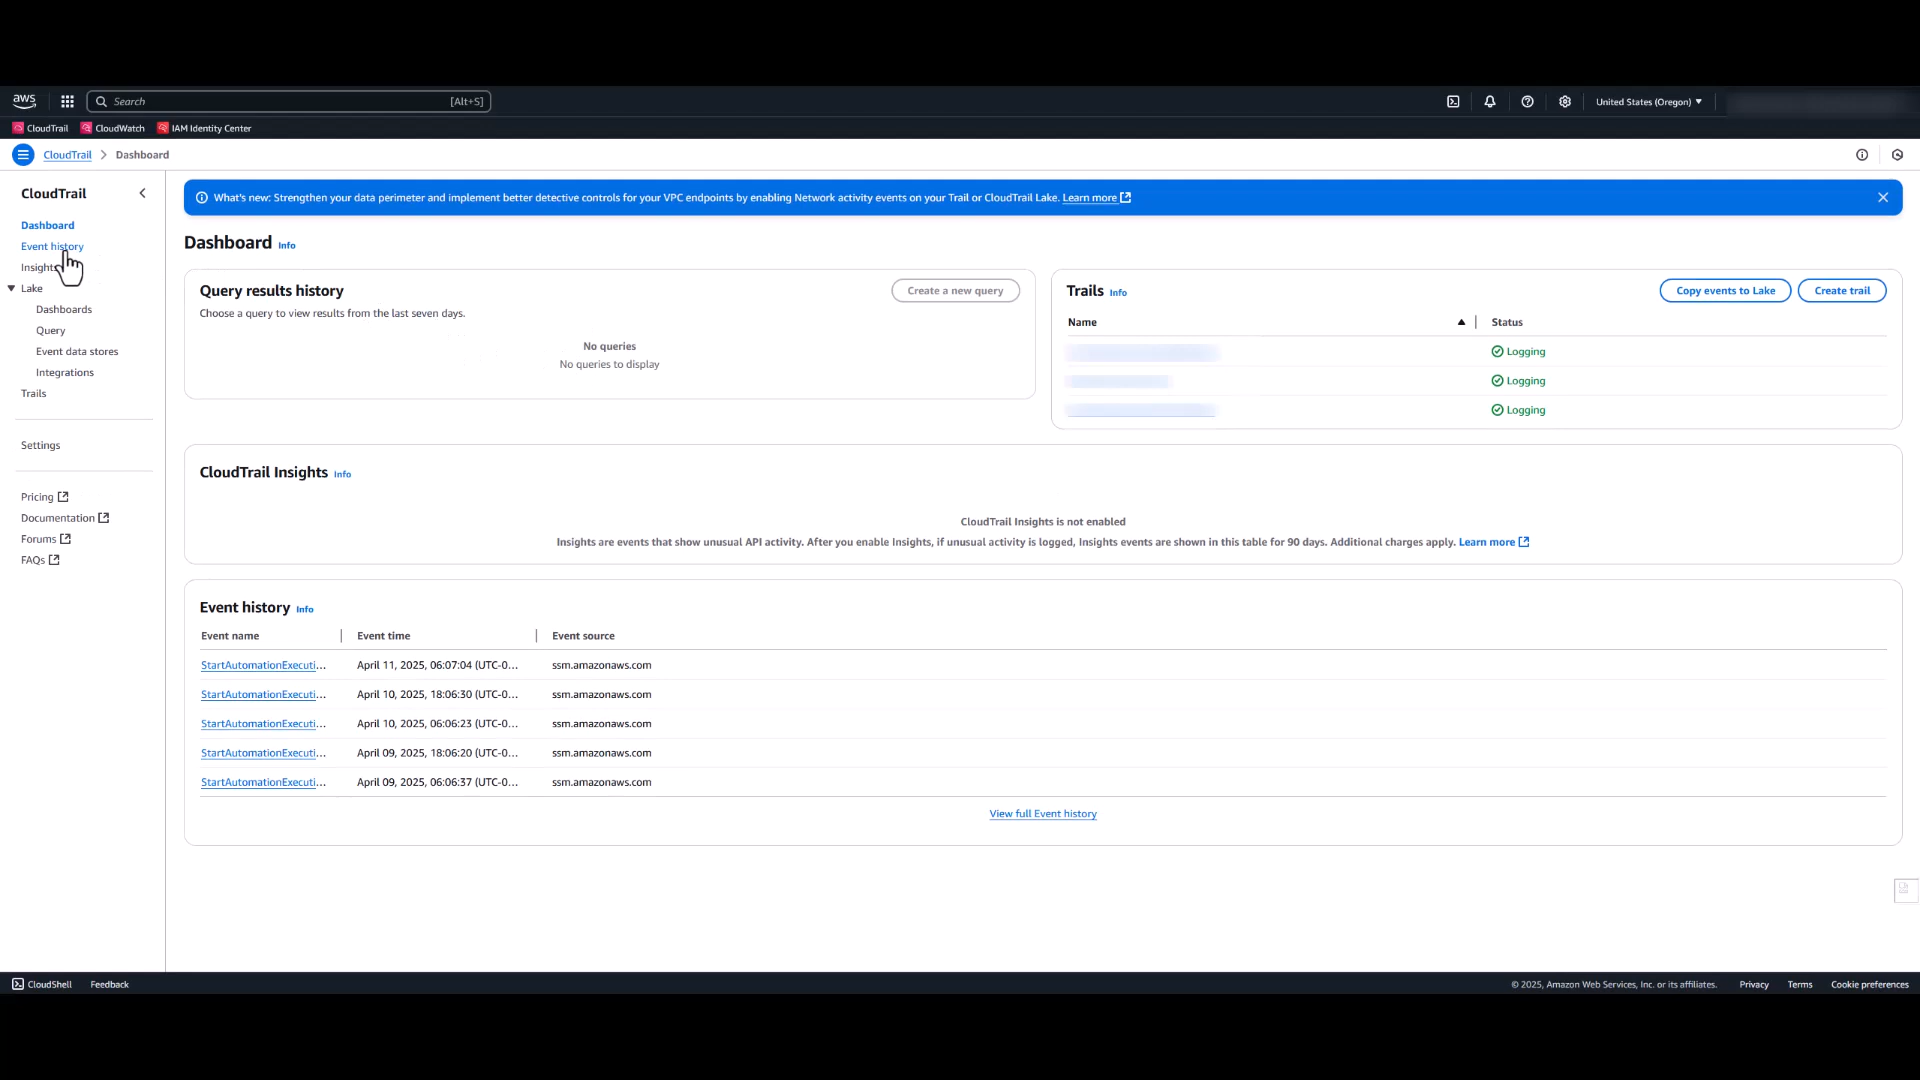 aws
Search
[Alt+S]
United States (Oregon)
CloudTrail
CloudWatch
IAM Identity Center
CloudTrail
Dashboard
CloudTrail
Dashboard
Event history
Insights
Lake
Dashboards
Query
Event data stores
Integrations
Trails
Settings
Pricing
Documentation
Forums
FAQs
What's new: Strengthen your data perimeter and implement better detective controls for your VPC endpoints by enabling Network activity events on your Trail or CloudTrail Lake. Learn more
Dashboard Info
Query results history
Create a new query
Choose a query to view results from the last seven days.
No queries
No queries to display
Trails Info
Copy events to Lake
Create trail
Name
Status
Logging
Logging
Logging
CloudTrail Insights Info
CloudTrail Insights is not enabled
Insights are events that show unusual API activity. After you enable Insights, if unusual activity is logged, Insights events are shown in this table for 90 days. Additional charges apply. Learn more
Event history Info
Event name Event time Event source
StartAutomationExecuti... April 11, 2025, 06:07:04 (UTC-0... ssm.amazonaws.com
StartAutomationExecuti... April 10, 2025, 18:06:30 (UTC-0... ssm.amazonaws.com
StartAutomationExecuti... April 10, 2025, 06:06:23 (UTC-0... ssm.amazonaws.com
StartAutomationExecuti... April 09, 2025, 18:06:20 (UTC-0... ssm.amazonaws.com
StartAutomationExecuti... April 09, 2025, 06:06:37 (UTC-0... ssm.amazonaws.com
View full Event history
CloudShell
Feedback
© 2025, Amazon Web Services, Inc. or its affiliates.
Privacy
Terms
Cookie preferences